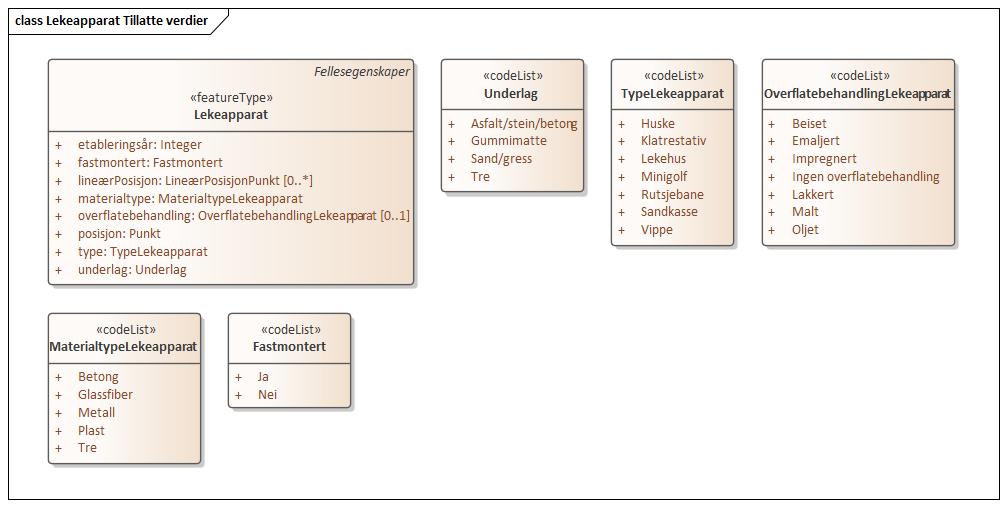 class Lekeapparat Tillatte verdier
Fellesegenskaper
«featureType»
Lekeapparat
+ etableringsår: Integer
+ fastmontert: Fastmontert
+ lineærPosisjon: LineærPosisjonPunkt [0..*]
+ materialtype: MaterialtypeLekeapparat
+ overflatebehandling: OverflatebehandlingLekeapparat [0..1]
+ posisjon: Punkt
+ type: TypeLekeapparat
+ underlag: Underlag
«codeList»
Underlag
+ Asfalt/stein/betong
+ Gummimatte
+ Sand/gress
+ Tre
«codeList»
TypeLekeapparat
+ Huske
+ Klatrestativ
+ Lekehus
+ Minigolf
+ Rutsjebane
+ Sandkasse
+ Vippe
«codeList»
OverflatebehandlingLekeapparat
+ Beiset
+ Emaljert
+ Impregnert
+ Ingen overflatebehandling
+ Lakkert
+ Malt
+ Oljet
«codeList»
MaterialtypeLekeapparat
+ Betong
+ Glassfiber
+ Metall
+ Plast
+ Tre
«codeList»
Fastmontert
+ Ja
+ Nei